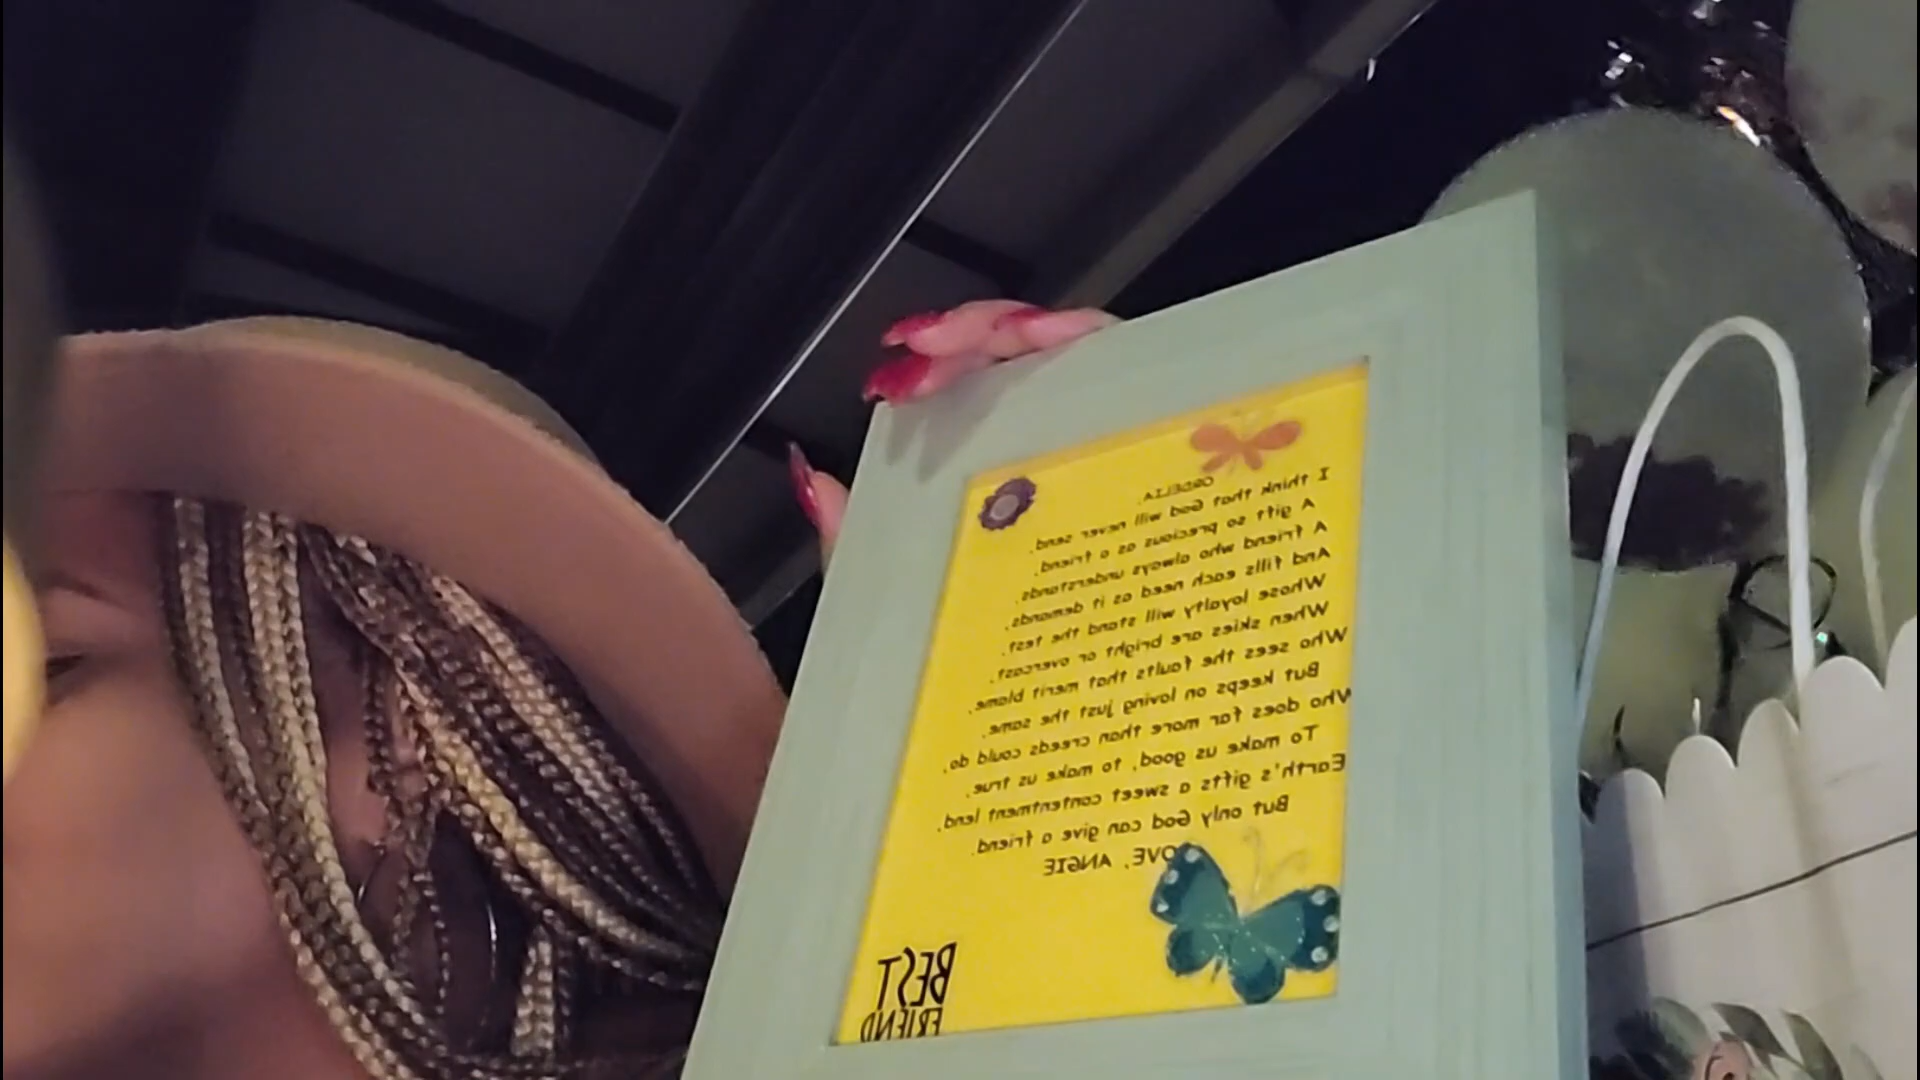 ORDELIA,
I think that God will never send,
A gift so precious as a friend,
A friend who always understands,
And fills each need as it demands,
Whose loyalty will stand the test,
When skies are bright or overcast,
Who sees the faults that merit blame,
But keeps on loving just the same,
Who does far more than creeds could do,
To make us good, to make us true,
Earth's gifts a sweet contentment lend,
But only God can give a friend.
LOVE, ANGIE
BEST
FRIEND